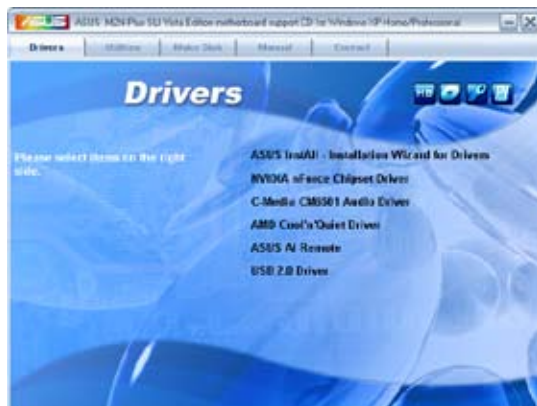 ASUS M2N-Plus SLI Vista Edition motherboard support CD for Windows XP Home/Professional
Drivers Utilities Make Disk Manual Contact
Drivers
Please select items on the right side.
ASUS InstAll - Installation Wizard for Drivers
NVIDIA nForce Chipset Driver
C-Media CM6501 Audio Driver
AMD Cool'n'Quiet Driver
ASUS AI Remote
USB 2.0 Driver